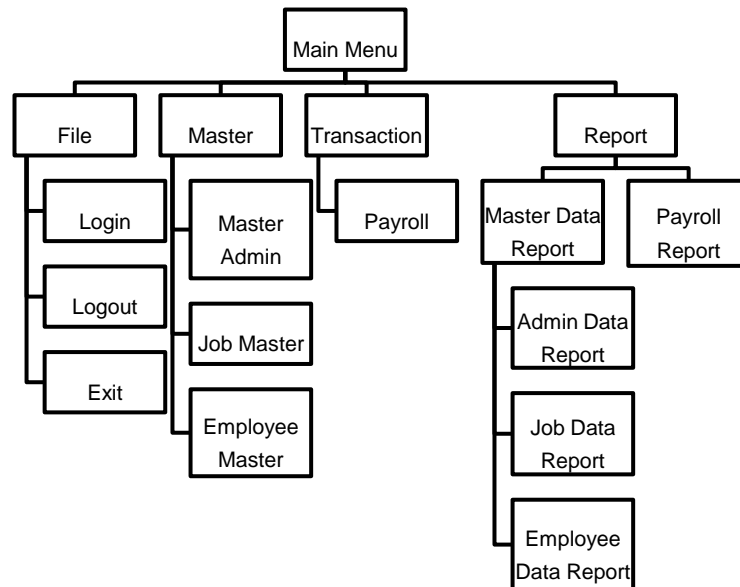 Main Menu
File
Master
Transaction
Report
Login
Logout
Exit
Master
Admin
Job Master
Employee
Master
Payroll
Master Data
Report
Admin Data
Report
Job Data
Report
Employee
Data Report
Payroll
Report